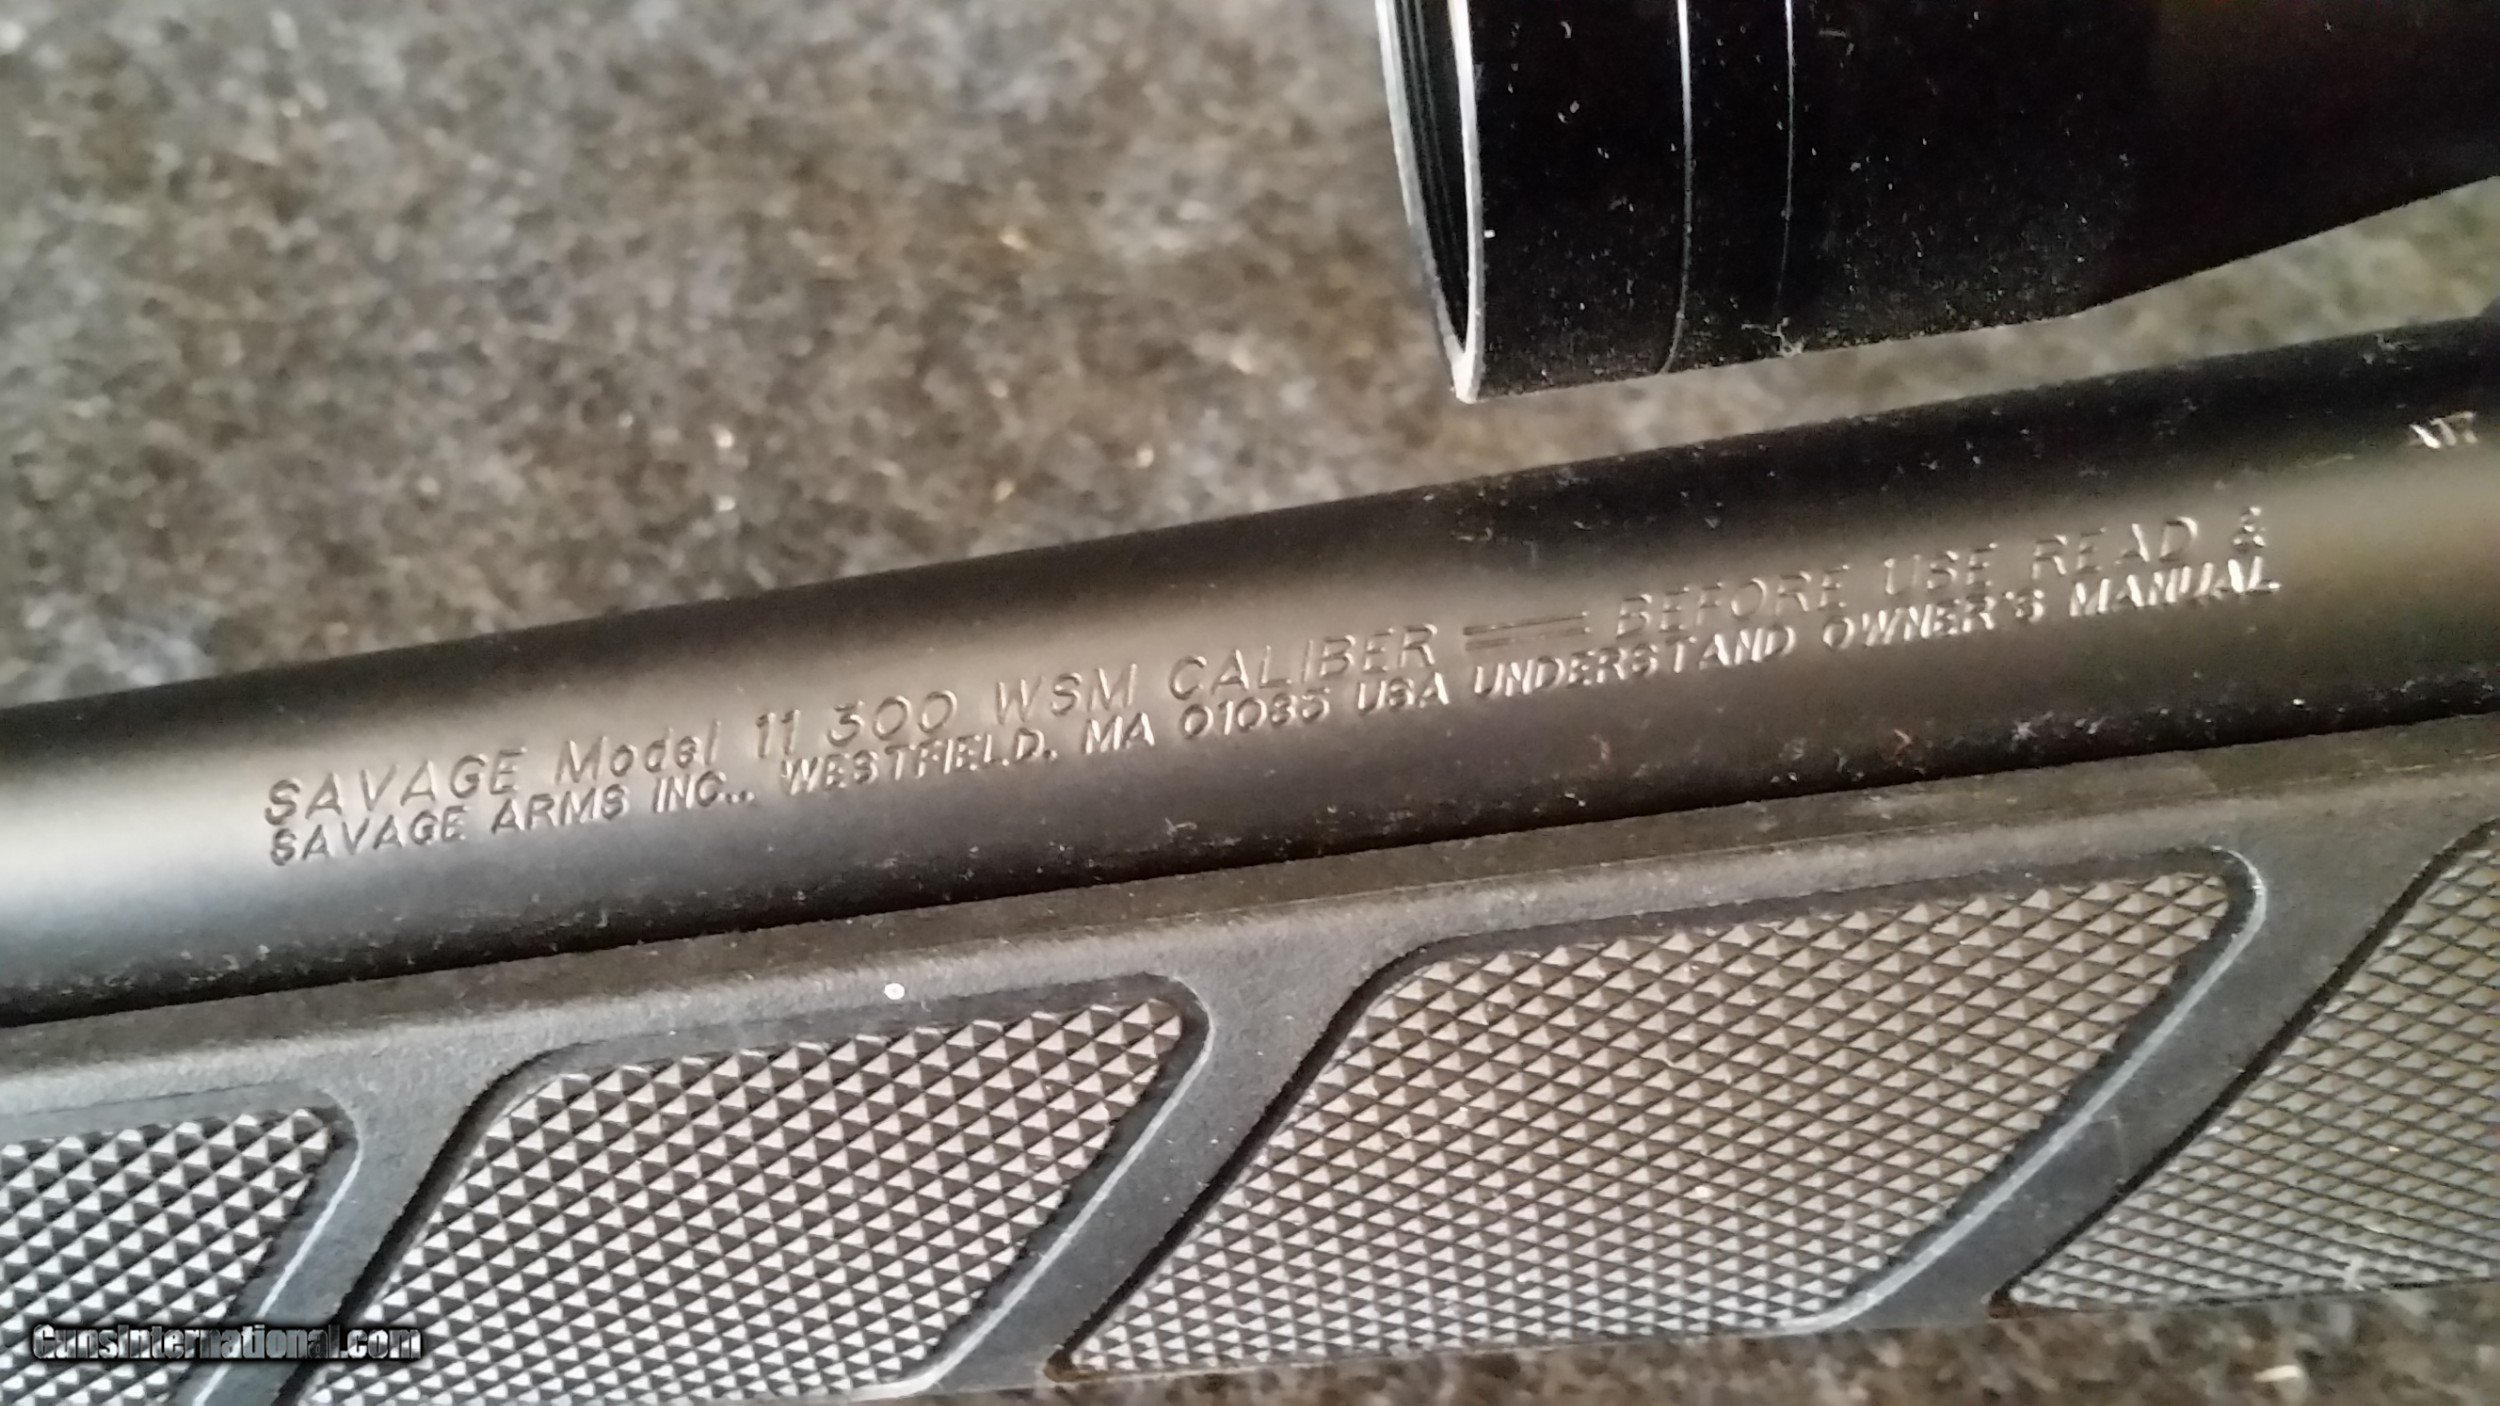 SAVAGE Model 11 300 WSM CALIBER BEFORE USE READ &
SAVAGE ARMS INC., WESTFIELD, MA 01085 USA UNDERSTAND OWNER'S MANUAL
GunsInternational.com